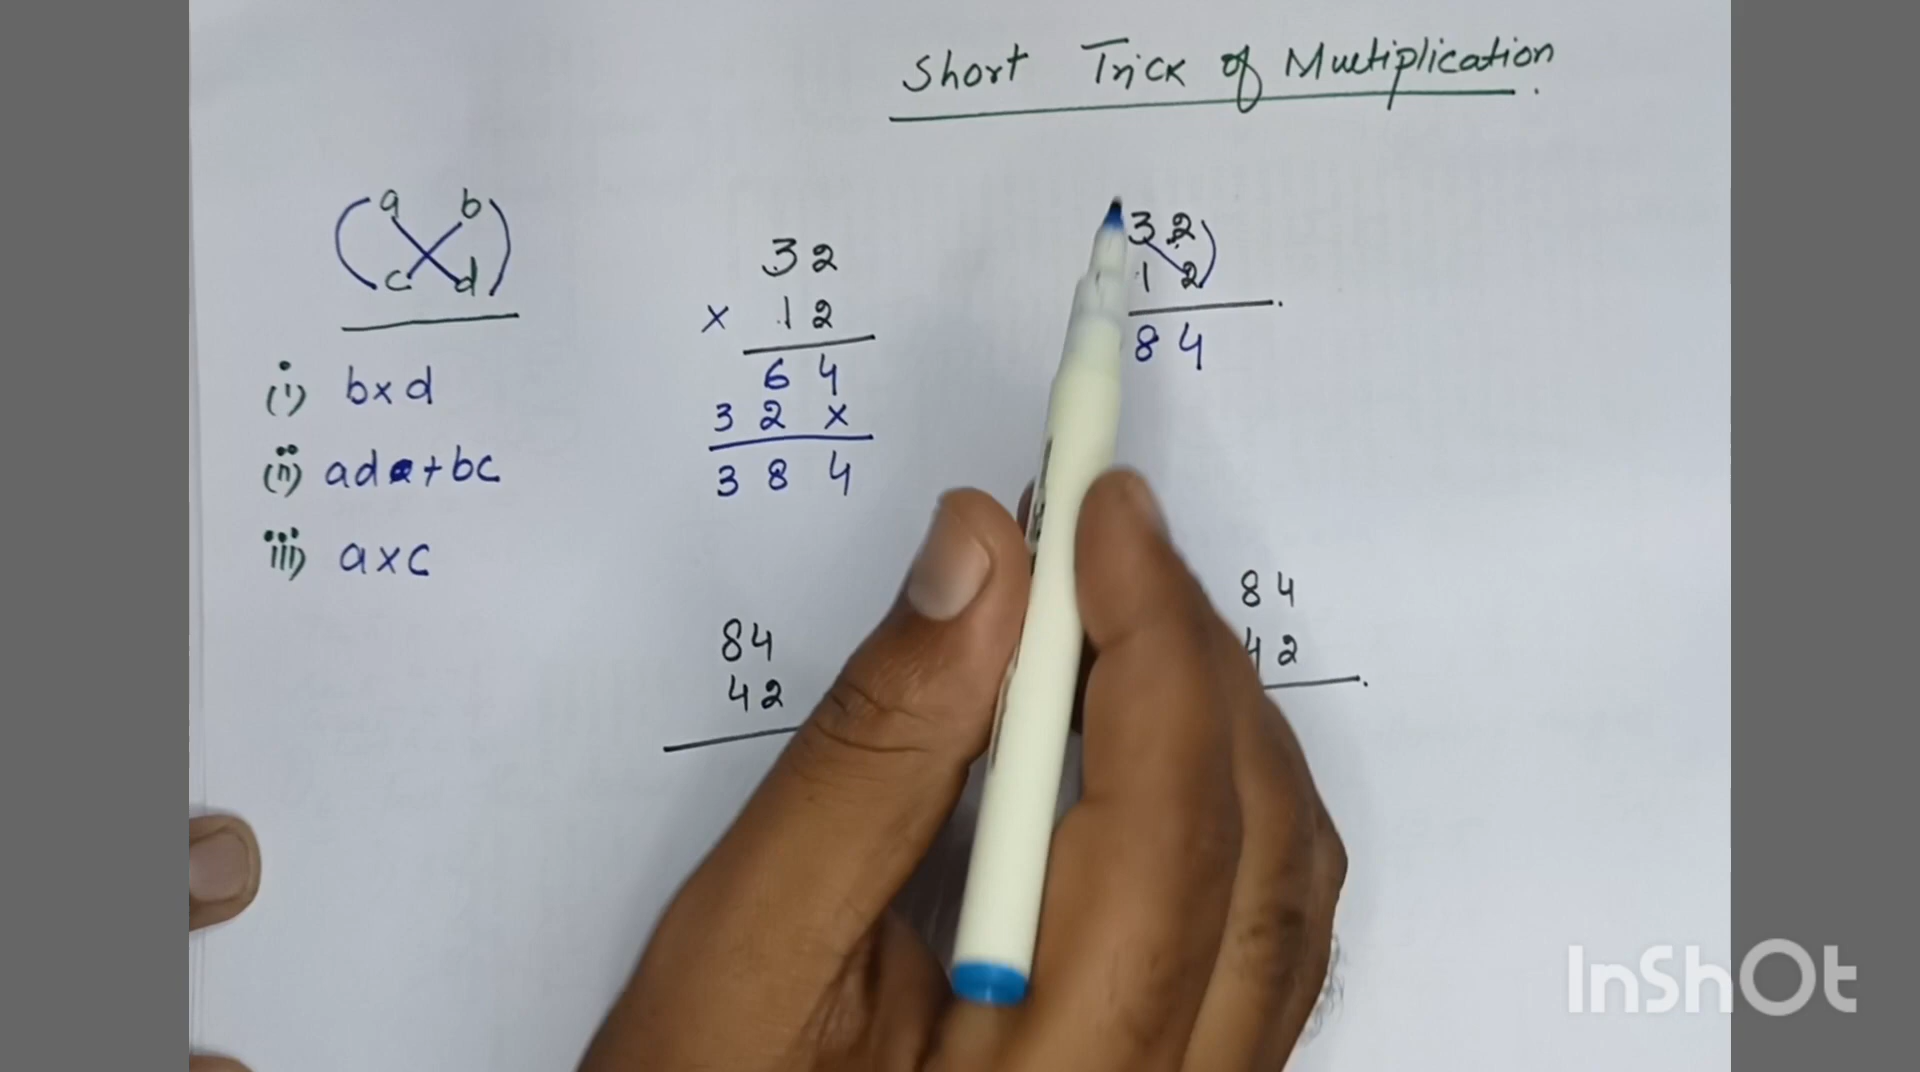 Short Trick of Multiplication.
a b
c d
(i) b×d
(ii) ad+bc
iii) a×c
32
× 12
64
32×
384
32
12
84
84
42
84
42
InShOt